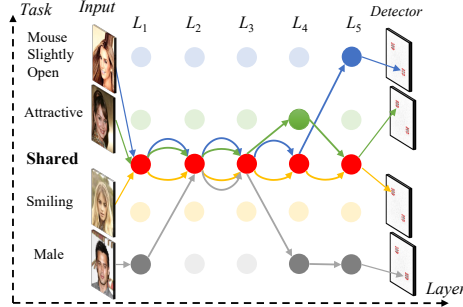 Task Input L1 L2 L3 L4 L5 Detector
Mouse
Slightly
Open
Attractive
Shared
Smiling
Male
Layer